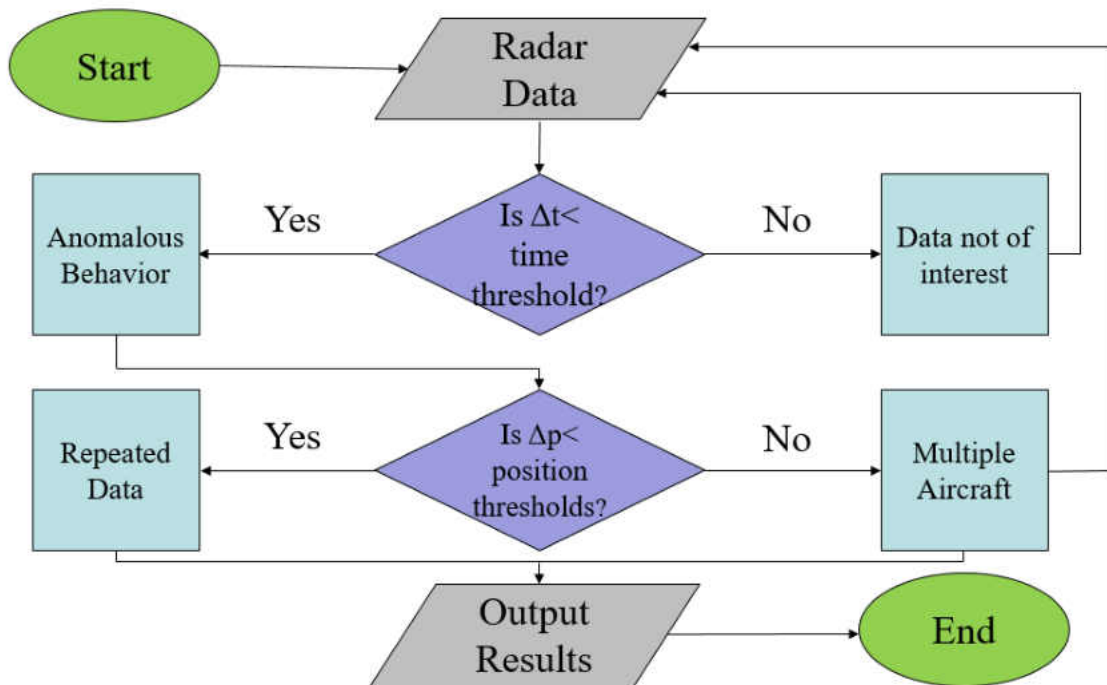 Start
Radar
Data
Yes
Is Δt<
time
threshold?
No
Anomalous
Behavior
Data not of
interest
Yes
Is Δp<
position
thresholds?
No
Repeated
Data
Multiple
Aircraft
Output
Results
End